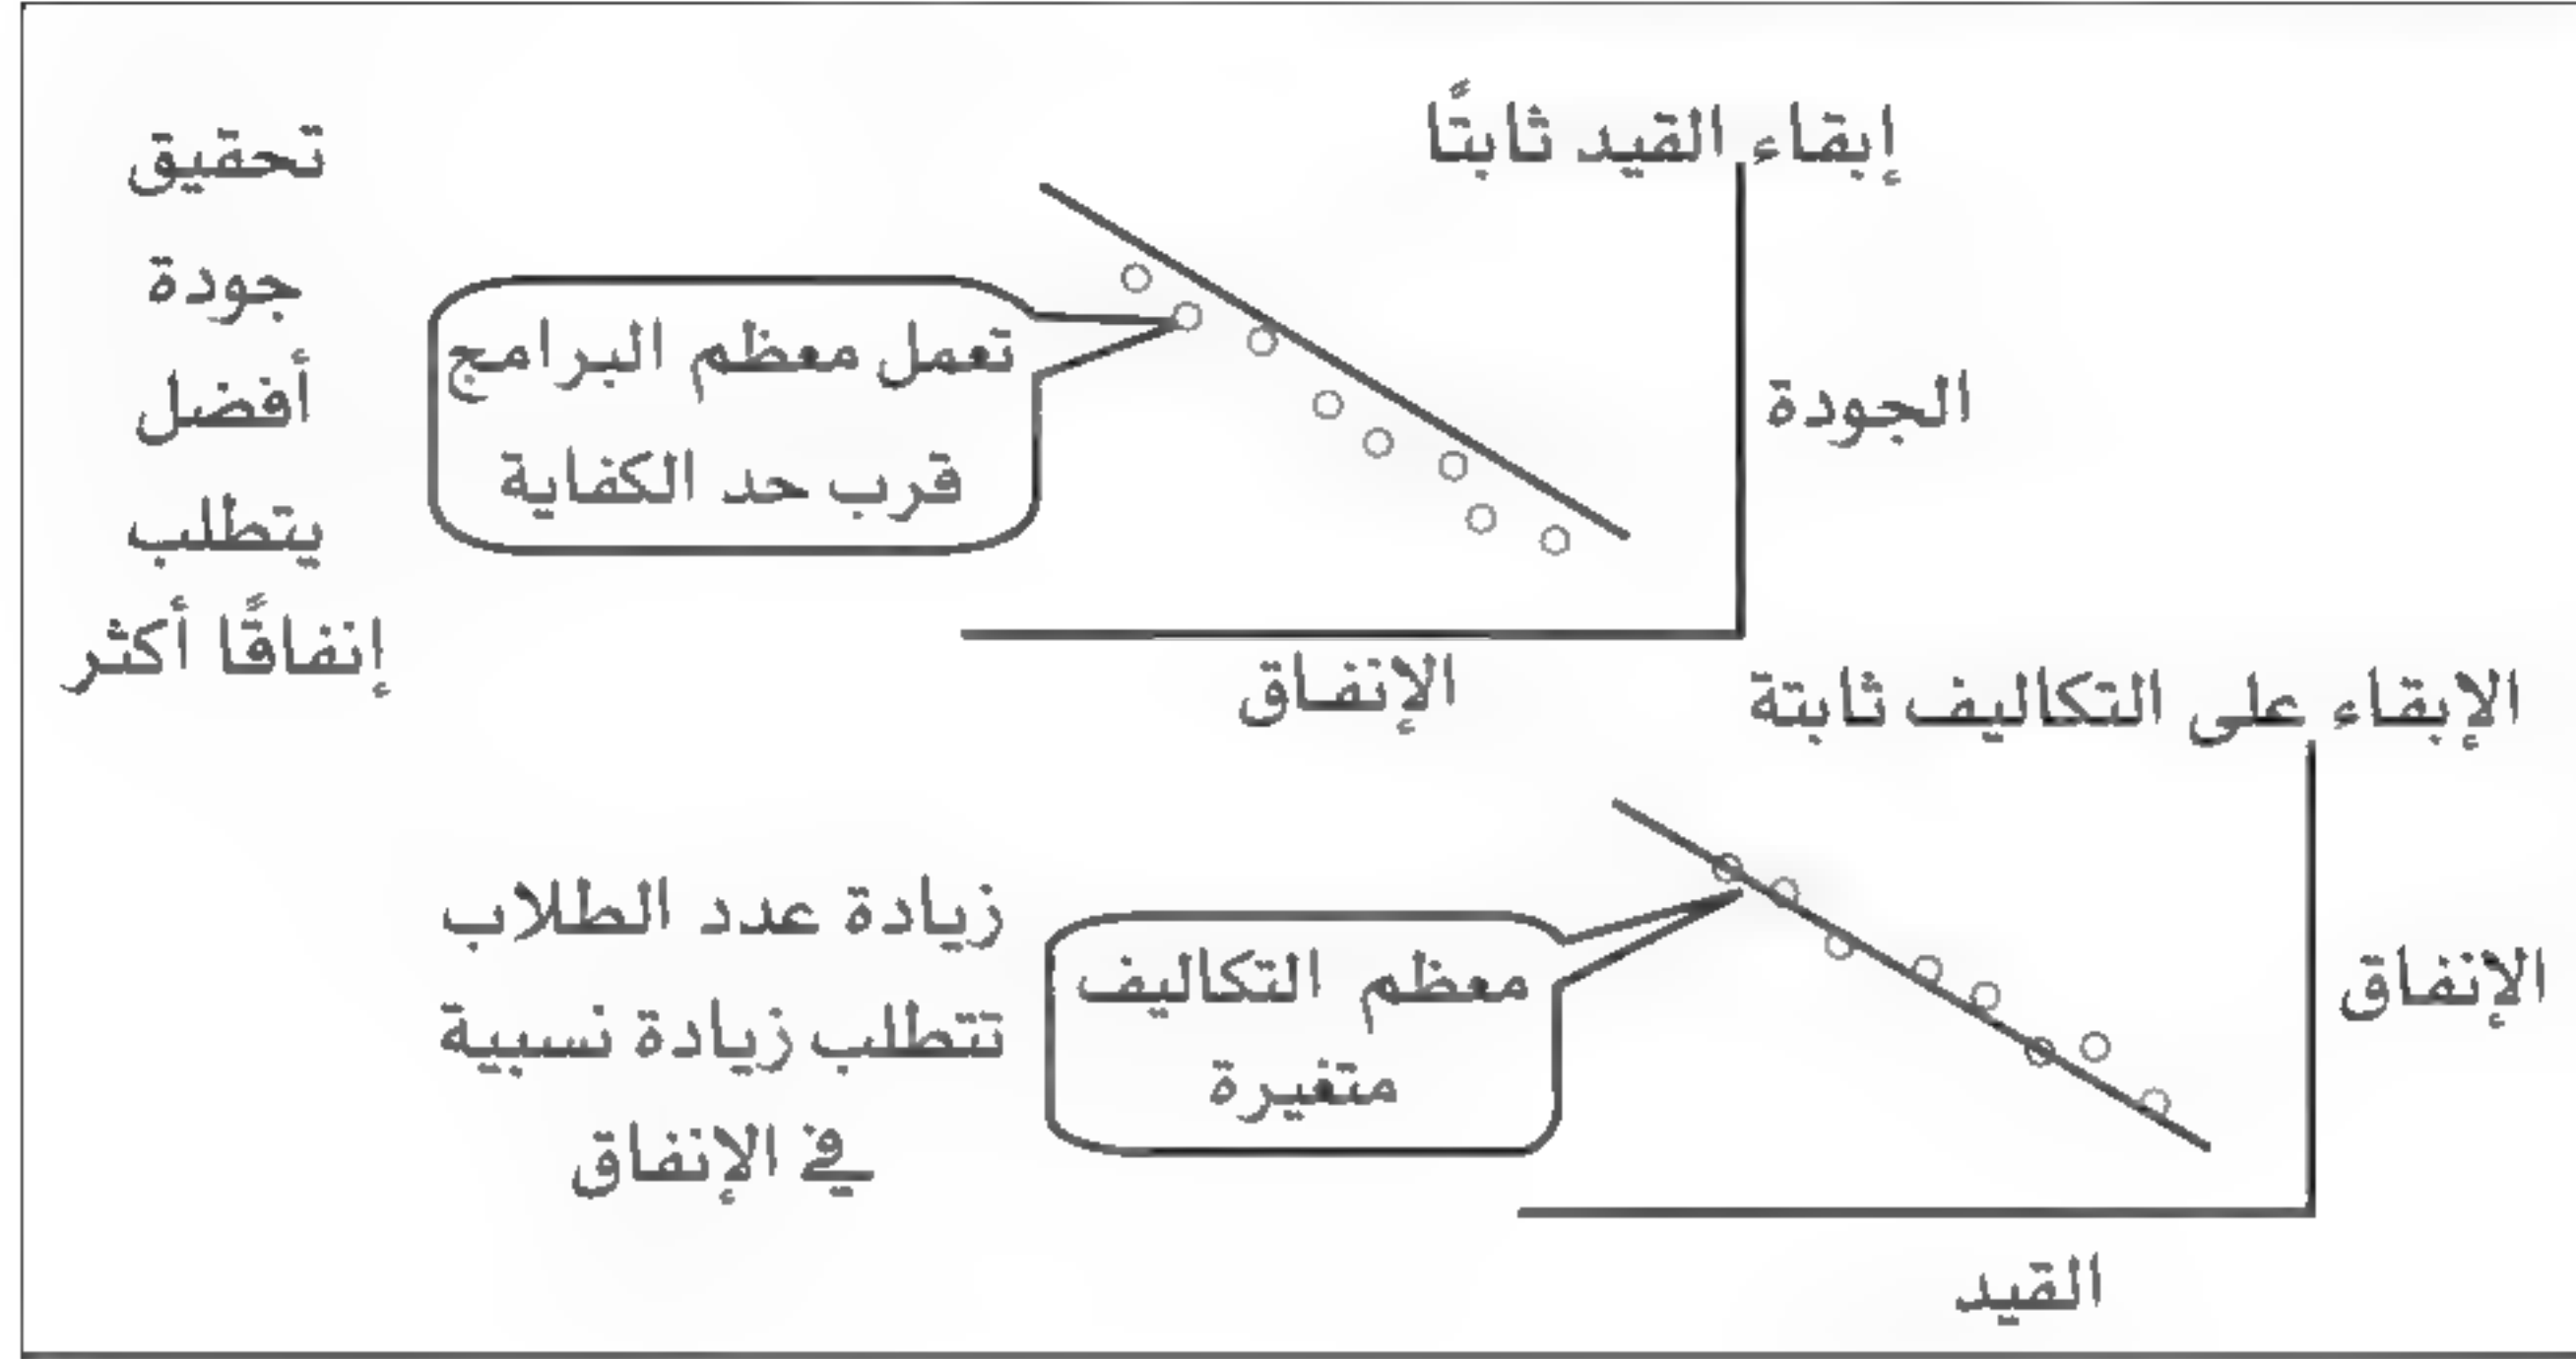 إبقاء القيد ثابتًا
الجودة
تعمل معظم البرامج
قرب حد الكفاية
الإنفاق
تحقيق
جودة
أفضل
يتطلب
إنفاقًا أكثر
الإبقاء على التكاليف ثابتة
الإنفاق
معظم التكاليف
متغيرة
القيد
زيادة عدد الطلاب
تتطلب زيادة نسبية
في الإنفاق